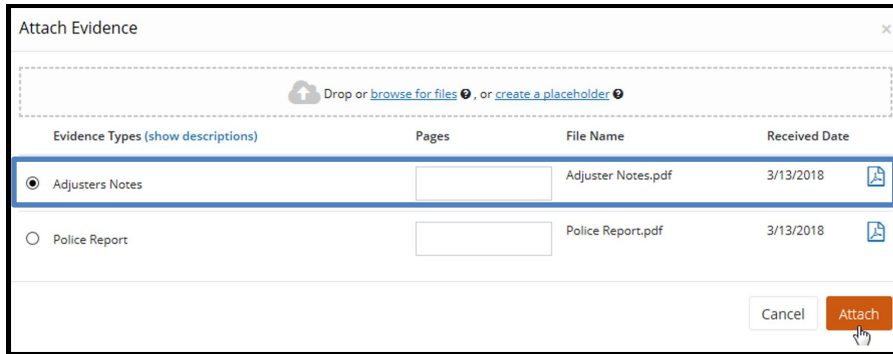 Attach Evidence ×
Drop or browse for files ?, or create a placeholder ?
Evidence Types (show descriptions) Pages File Name Received Date
Adjusters Notes Adjuster Notes.pdf 3/13/2018
Police Report Police Report.pdf 3/13/2018
Cancel Attach